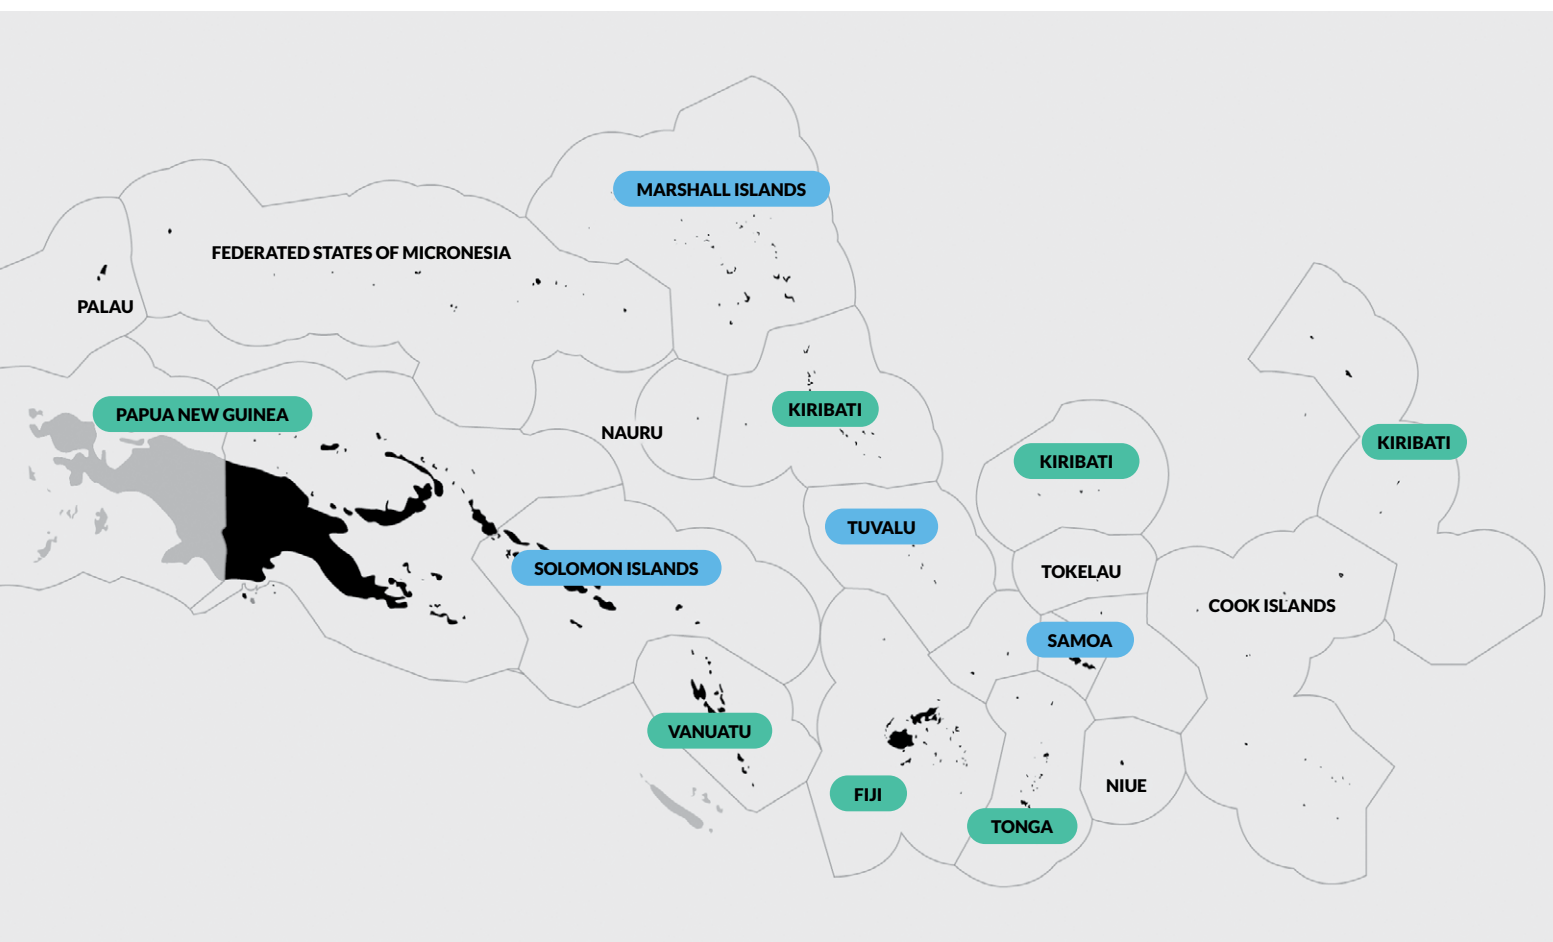 MARSHALL ISLANDS
FEDERATED STATES OF MICRONESIA
PALAU
PAPUA NEW GUINEA
KIRIBATI
NAURU
KIRIBATI
KIRIBATI
TUVALU
SOLOMON ISLANDS
TOKELAU
COOK ISLANDS
SAMOA
VANUATU
NIUE
FIJI
TONGA